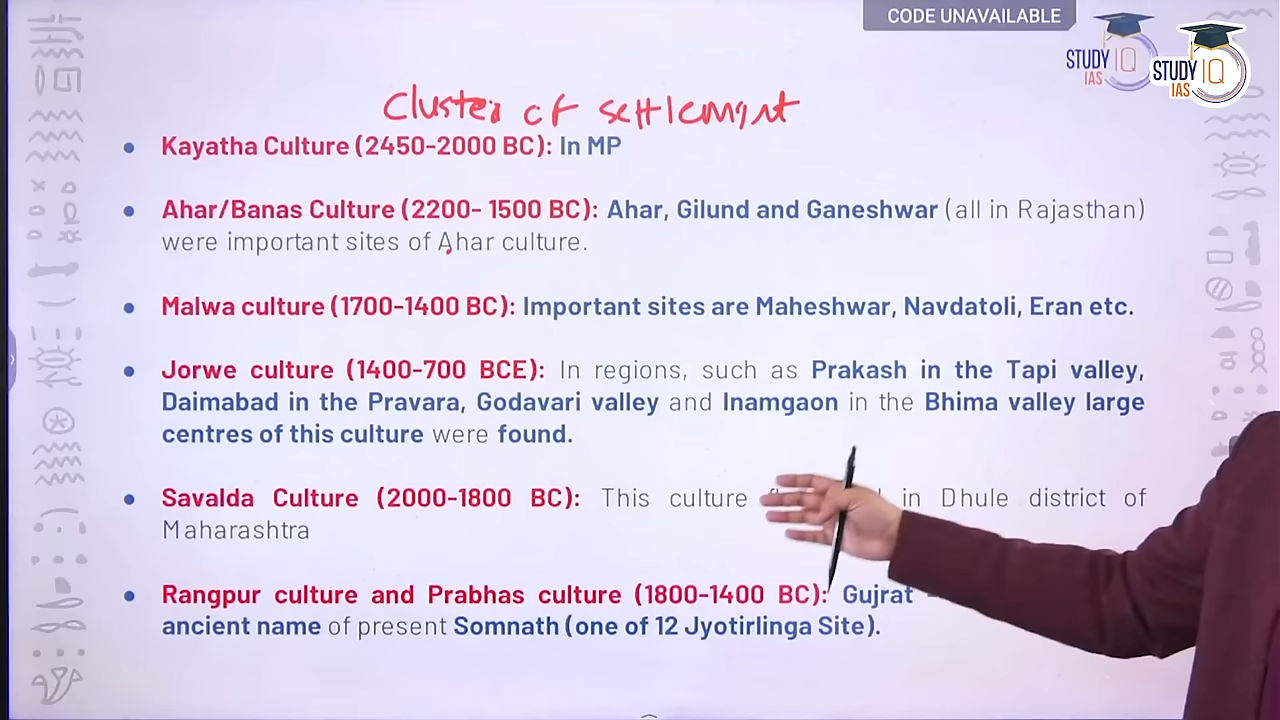 CODE UNAVAILABLE
STUDY IQ
IAS
STUDY IQ
IAS
Cluster of settlement
• Kayatha Culture (2450-2000 BC): In MP
• Ahar/Banas Culture (2200- 1500 BC): Ahar, Gilund and Ganeshwar (all in Rajasthan)
were important sites of Ahar culture.
• Malwa culture (1700-1400 BC): Important sites are Maheshwar, Navdatoli, Eran etc.
• Jorwe culture (1400-700 BCE): In regions, such as Prakash in the Tapi valley,
Daimabad in the Pravara, Godavari valley and Inamgaon in the Bhima valley large
centres of this culture were found.
• Savalda Culture (2000-1800 BC): This culture in Dhule district of
Maharashtra
• Rangpur culture and Prabhas culture (1800-1400 BC): Gujrat -
ancient name of present Somnath (one of 12 Jyotirlinga Site).